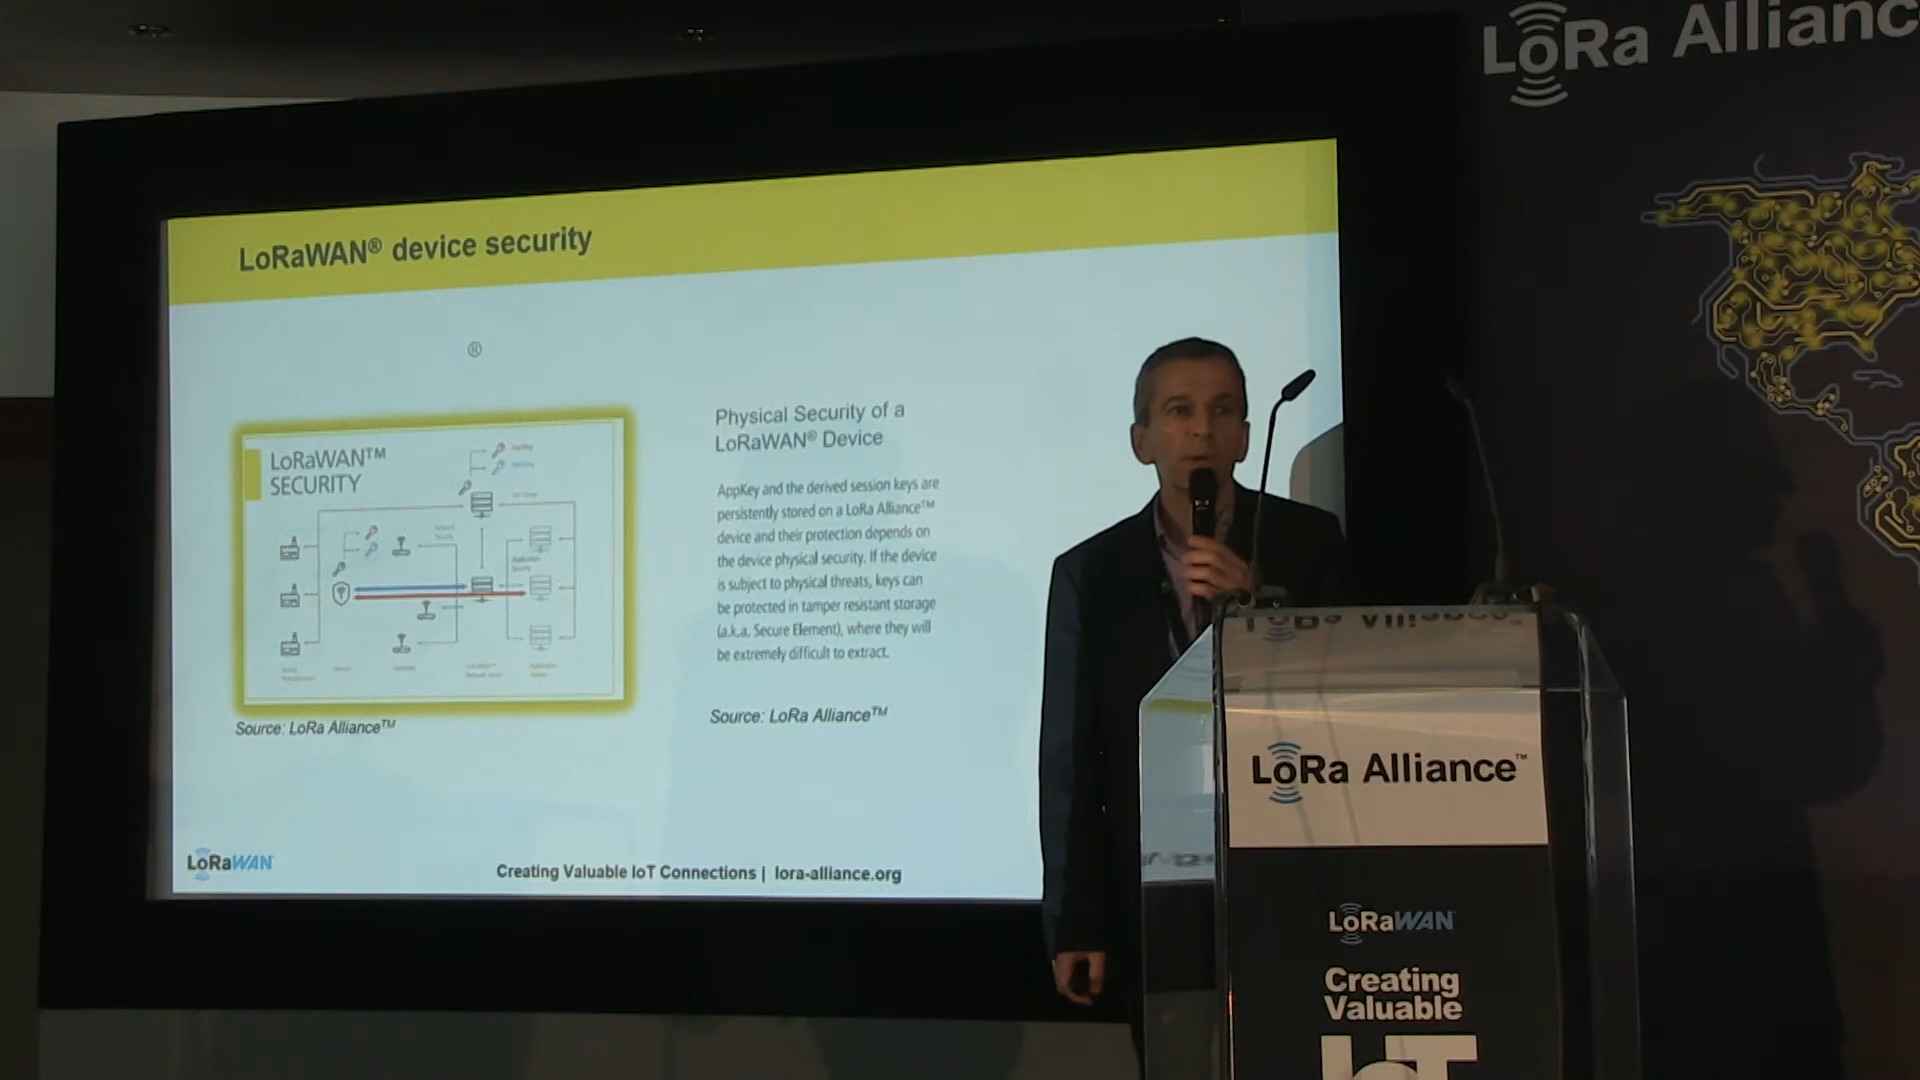 LoRa Alianc
LoRaWAN® device security
®
LoRaWAN™
SECURITY
Physical Security of a
LoRaWAN® Device
AppKey and the derived session keys are
persistently stored on a LoRa Alliance™
device and their protection depends on
the device physical security. If the device
is subject to physical threats, keys can
be protected in tamper resistant storage
(a.k.a. Secure Element), where they will
be extremely difficult to extract.
Source: LoRa Alliance™
Source: LoRa Alliance™
LoRaWAN
Creating Valuable IoT Connections | lora-alliance.org
LoRa Alliance™
LoRaWAN
Creating
Valuable
IoT